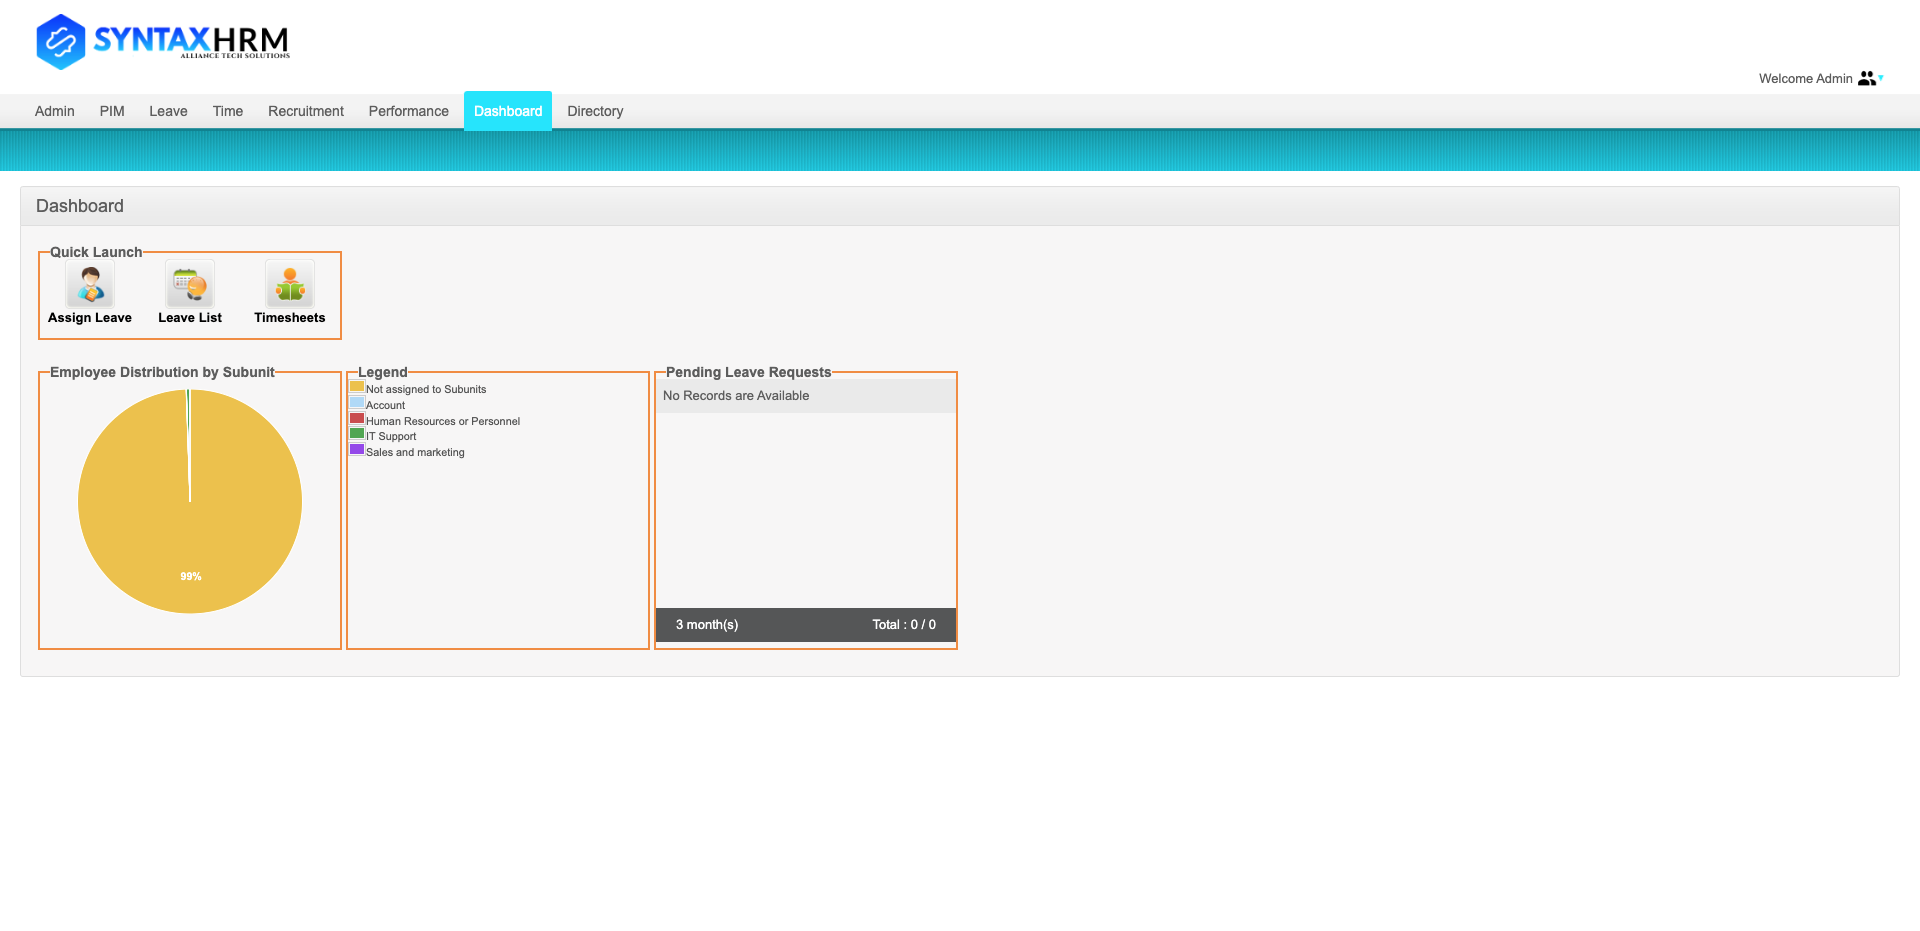 SYNTAXHRM
ALLIANCE TECH SOLUTIONS
Welcome Admin
Admin PIM Leave Time Recruitment Performance Dashboard Directory
Dashboard
Quick Launch
Assign Leave Leave List Timesheets
Employee Distribution by Subunit
99%
Legend
Not assigned to Subunits
Account
Human Resources or Personnel
IT Support
Sales and marketing
Pending Leave Requests
No Records are Available
3 month(s) Total : 0 / 0